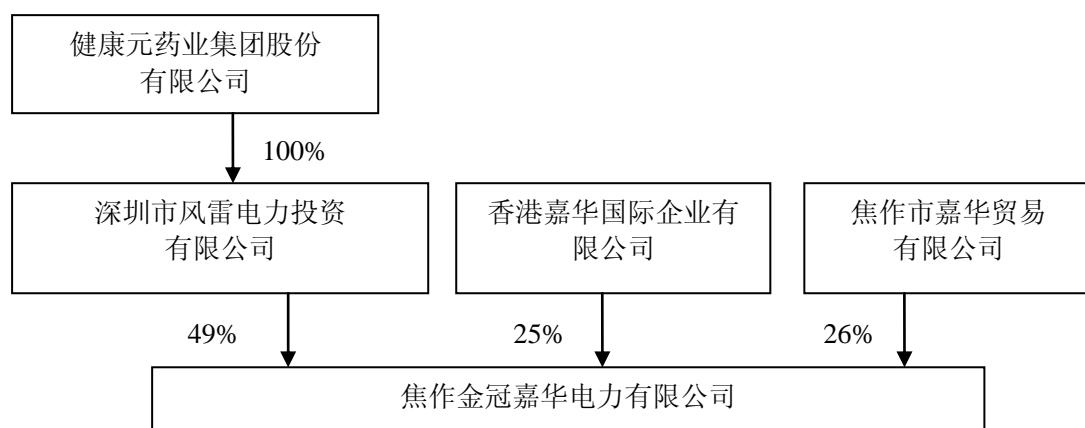 健康元药业集团股份
有限公司
100%
深圳市风雷电力投资
有限公司
香港嘉华国际企业有
限公司
焦作市嘉华贸易
有限公司
49%
25%
26%
焦作金冠嘉华电力有限公司